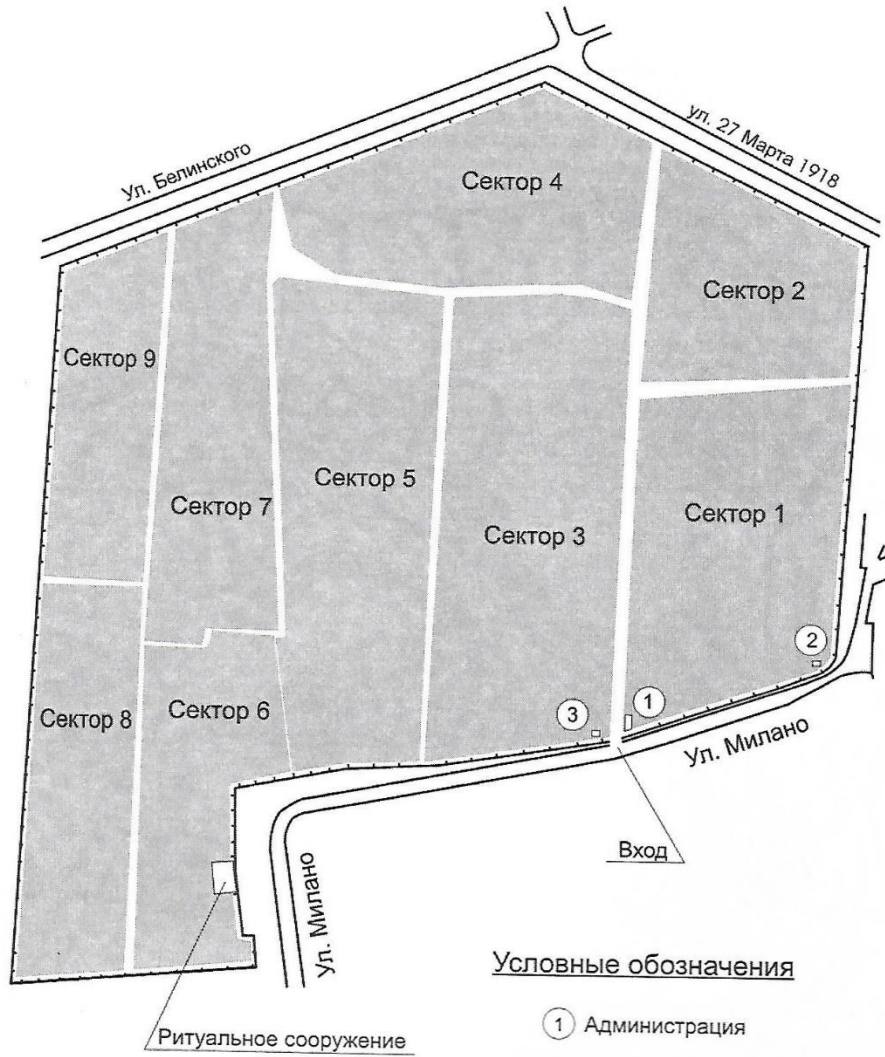 Ул. Белинского
ул. 27 Марта 1918
Сектор 4
Сектор 2
Сектор 9
Сектор 7
Сектор 5
Сектор 3
Сектор 1
2
Сектор 8
Сектор 6
3
1
Ул. Милано
Вход
Ул. Милано
Условные обозначения
1 Администрация
Ритуальное сооружение